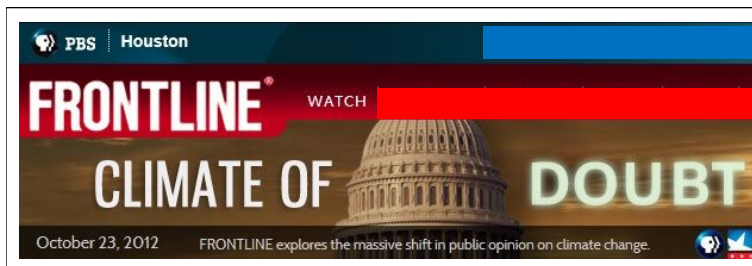 PBS Houston
FRONTLINE®
WATCH
CLIMATE OF DOUBT
October 23, 2012 FRONTLINE explores the massive shift in public opinion on climate change.